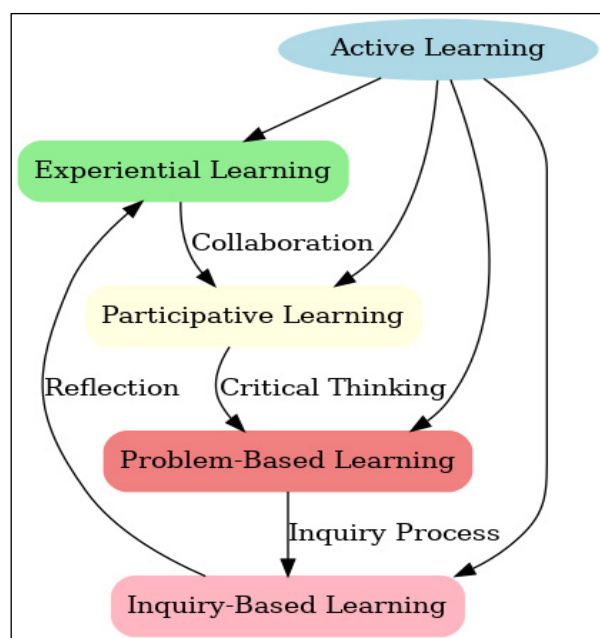 Active Learning
Experiential Learning
Collaboration
Participative Learning
Reflection
Critical Thinking
Problem-Based Learning
Inquiry Process
Inquiry-Based Learning